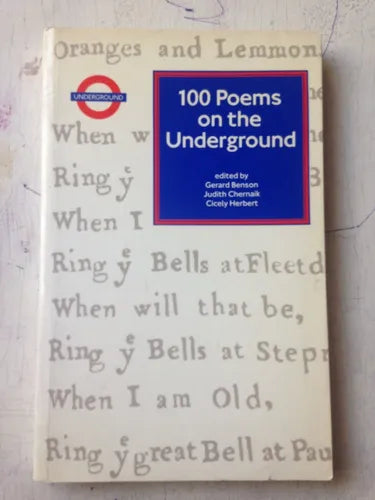 Oranges and Lemmon
UNDERGROUND
100 Poems
on the
Underground
edited by
Gerard Benson
Judith Chernaik
Cicely Herbert
When w
Ring yͤ
When I
Ring yͤ Bells at Fleetd
When will that be,
Ring yͤ Bells at Step
When I am Old,
Ring yͤ great Bell at Pau